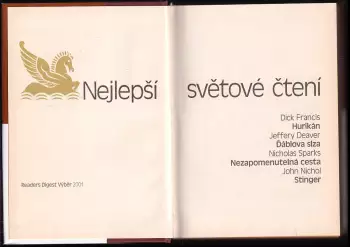 Nejlepší světové čtení
Dick Francis
Hurikán
Jeffery Deaver
Ďáblova slza
Nicholas Sparks
Nezapomenutelná cesta
John Nichol
Stinger
Readers Digest Výběr 2001